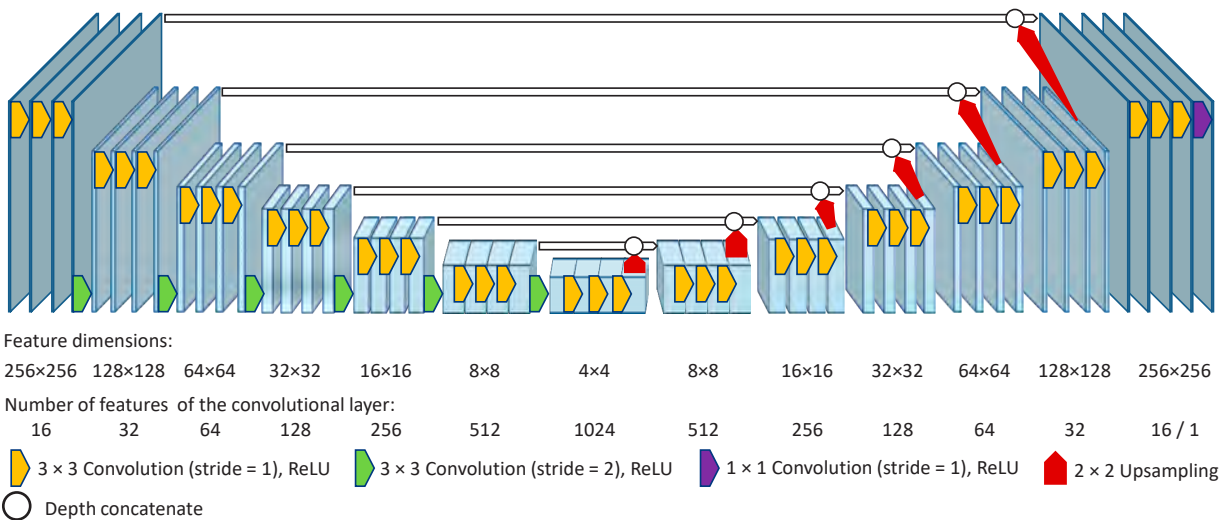 Feature dimensions:
256×256 128×128 64×64 32×32 16×16 8×8 4×4 8×8 16×16 32×32 64×64 128×128 256×256
Number of features of the convolutional layer:
16 32 64 128 256 512 1024 512 256 128 64 32 16 / 1
3 × 3 Convolution (stride = 1), ReLU 3 × 3 Convolution (stride = 2), ReLU 1 × 1 Convolution (stride = 1), ReLU 2 × 2 Upsampling
Depth concatenate